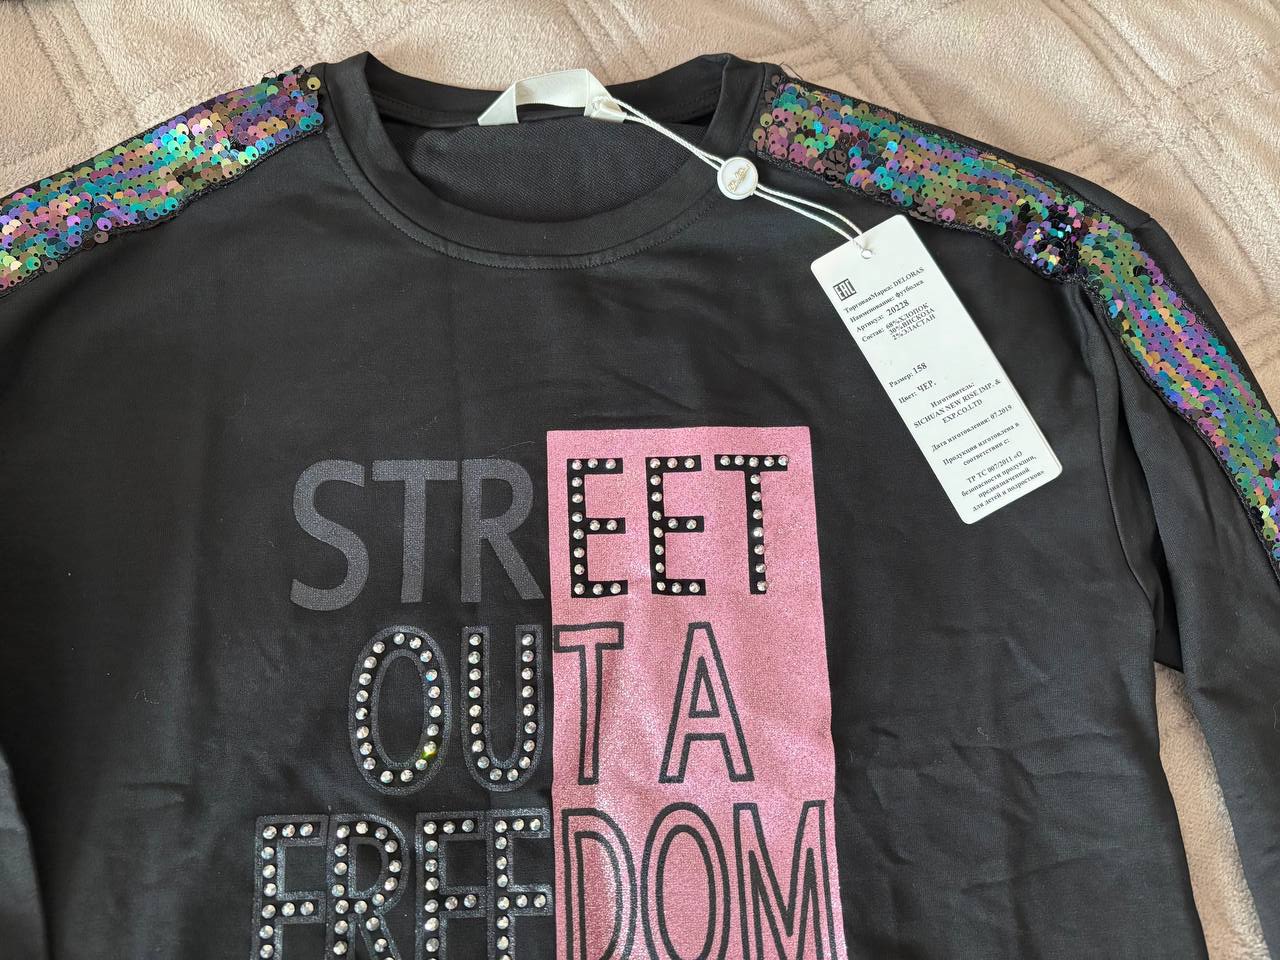 EAC
ТорговаяМарка: DELORAS
Наименование: футболка
Артикул: 20228
Состав: 68%ХЛОПОК
30%ВИСКОЗА
2%ЭЛАСТАН
Размер: 158
Цвет: ЧЕР.
Изготовитель:
SICHUAN NEW RISE IMP. &
EXP.CO.LTD
Дата изготовления: 07.2019
Продукция изготовлена в
соответствии с:
ТР ТС 007/2011 «О
безопасности продукции,
предназначенной
для детей и подростков»
STREET
OUT A
FREEDOM